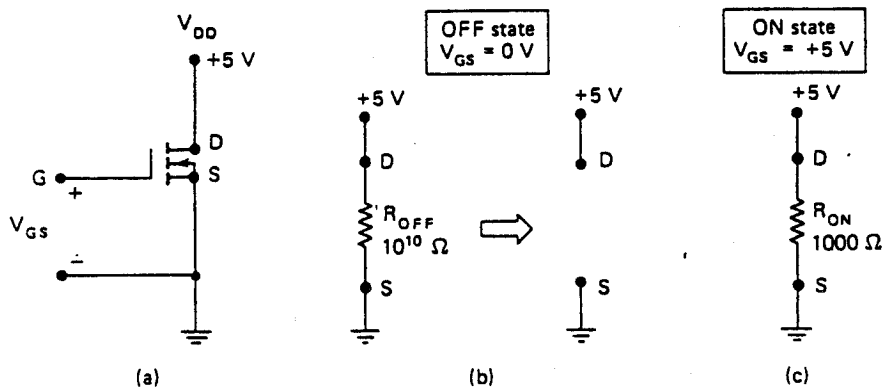 V_DD
+5 V
D
S
G
+
V_GS
-
(a)
OFF state
V_GS = 0 V
+5 V
D
R_OFF
10^10 Ω
S
+5 V
D
S
(b)
ON state
V_GS = +5 V
+5 V
D
R_ON
1000 Ω
S
(c)